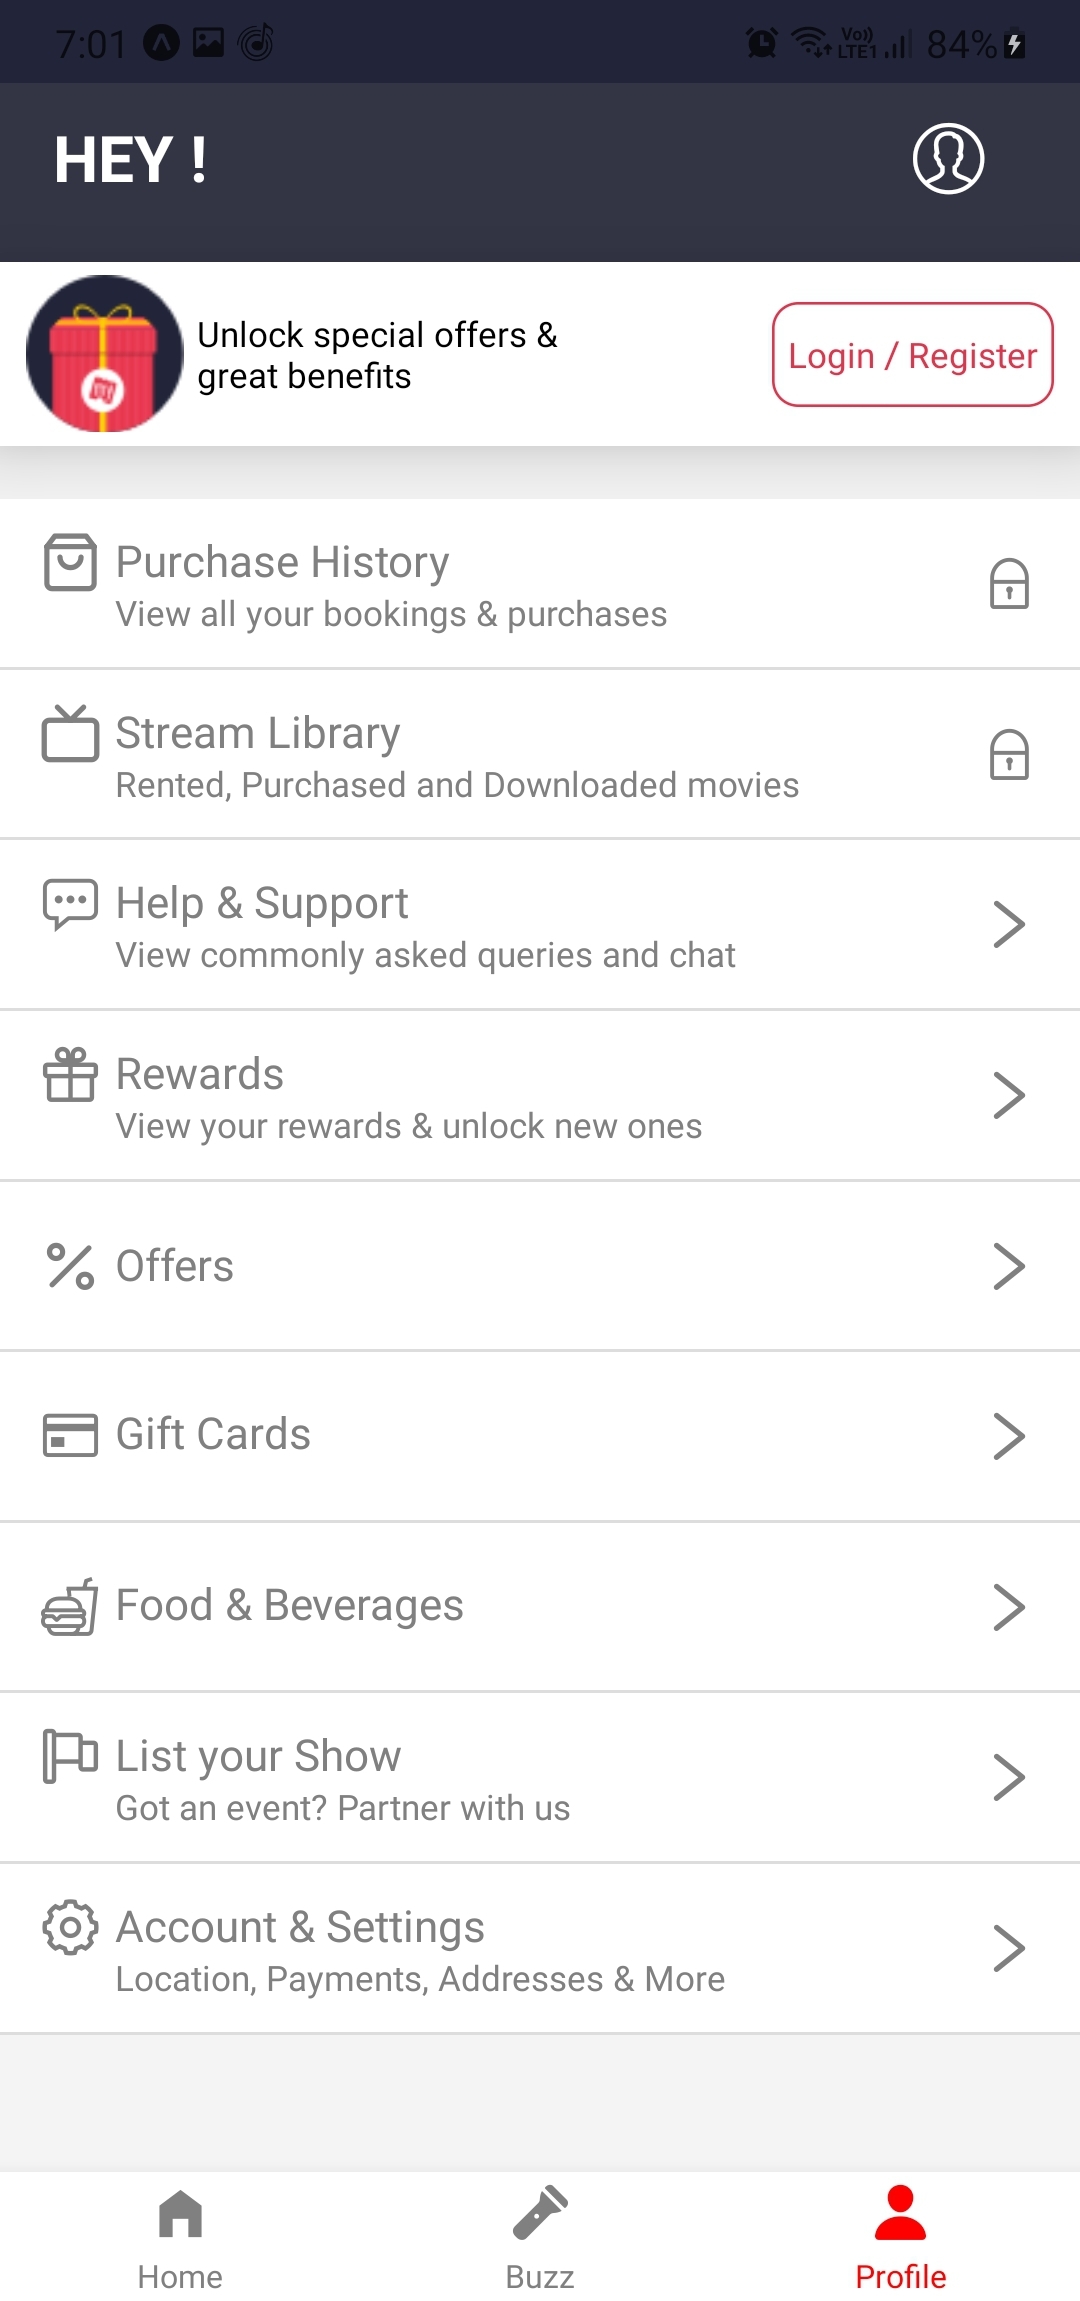 7:01
Vo))
LTE1
84%
HEY !
Unlock special offers &
great benefits
Login / Register
my
Purchase History
View all your bookings & purchases
Stream Library
Rented, Purchased and Downloaded movies
Help & Support
View commonly asked queries and chat
Rewards
View your rewards & unlock new ones
Offers
Gift Cards
Food & Beverages
List your Show
Got an event? Partner with us
Account & Settings
Location, Payments, Addresses & More
Home
Buzz
Profile